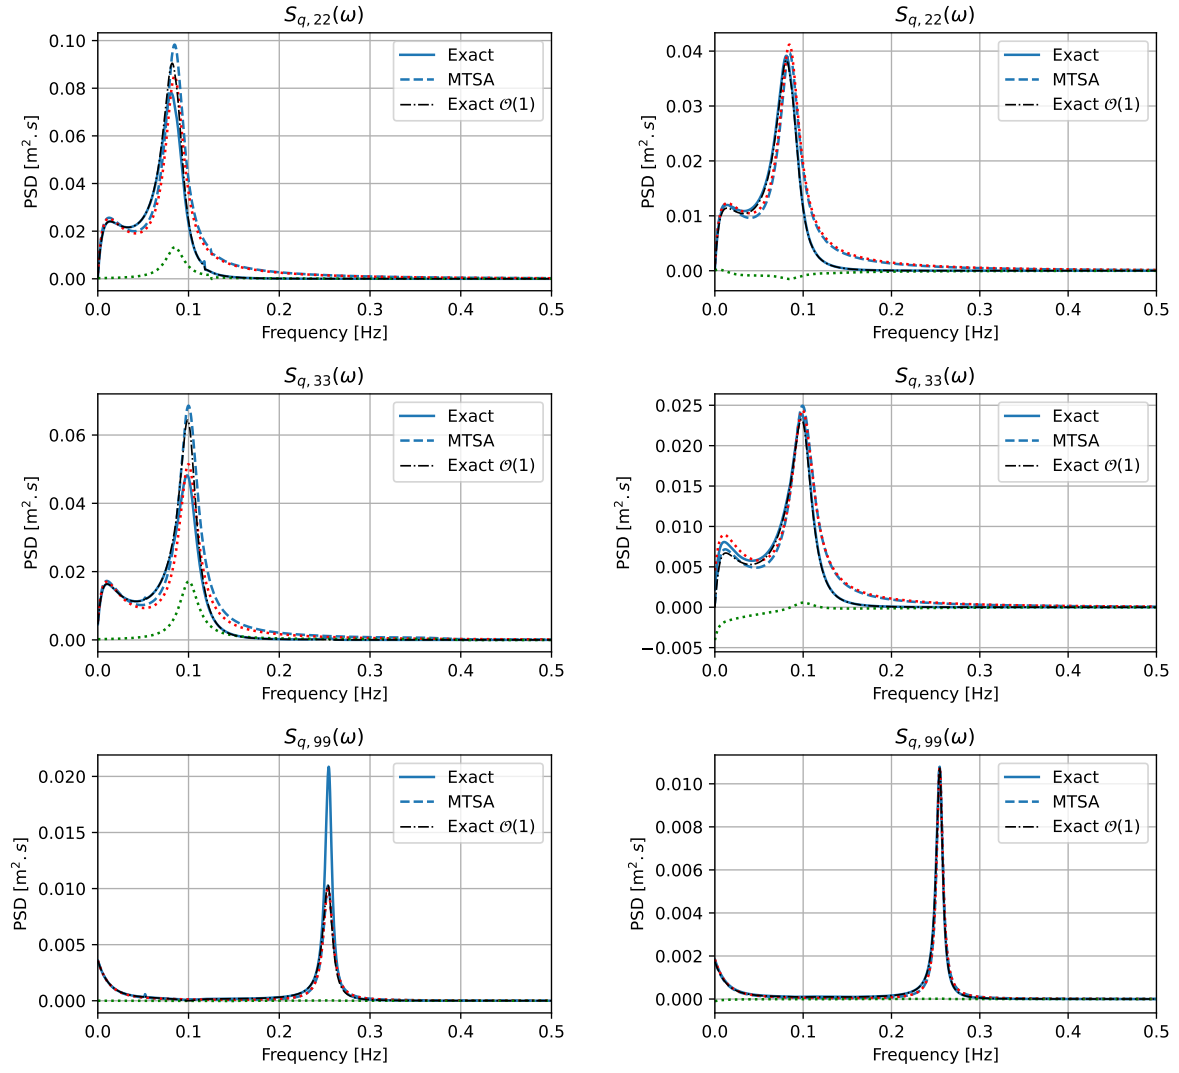 S_{q, 22}(ω)
PSD [m². s]
0.10
0.08
0.06
0.04
0.02
0.00
Exact
MTSA
Exact 𝒪(1)
0.0 0.1 0.2 0.3 0.4 0.5
Frequency [Hz]
S_{q, 22}(ω)
PSD [m². s]
0.04
0.03
0.02
0.01
0.00
Exact
MTSA
Exact 𝒪(1)
0.0 0.1 0.2 0.3 0.4 0.5
Frequency [Hz]
S_{q, 33}(ω)
PSD [m². s]
0.06
0.04
0.02
0.00
Exact
MTSA
Exact 𝒪(1)
0.0 0.1 0.2 0.3 0.4 0.5
Frequency [Hz]
S_{q, 33}(ω)
PSD [m². s]
0.025
0.020
0.015
0.010
0.005
0.000
−0.005
Exact
MTSA
Exact 𝒪(1)
0.0 0.1 0.2 0.3 0.4 0.5
Frequency [Hz]
S_{q, 99}(ω)
PSD [m². s]
0.020
0.015
0.010
0.005
0.000
Exact
MTSA
Exact 𝒪(1)
0.0 0.1 0.2 0.3 0.4 0.5
Frequency [Hz]
S_{q, 99}(ω)
PSD [m². s]
0.010
0.008
0.006
0.004
0.002
0.000
Exact
MTSA
Exact 𝒪(1)
0.0 0.1 0.2 0.3 0.4 0.5
Frequency [Hz]